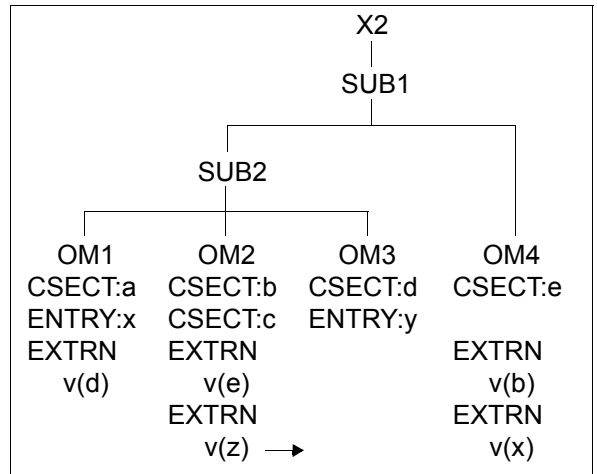 X2
SUB1
SUB2
OM1 OM2 OM3 OM4
CSECT:a CSECT:b CSECT:d CSECT:e
ENTRY:x CSECT:c ENTRY:y
EXTRN EXTRN EXTRN
v(d) v(e) v(b)
EXTRN EXTRN
v(z) v(x)